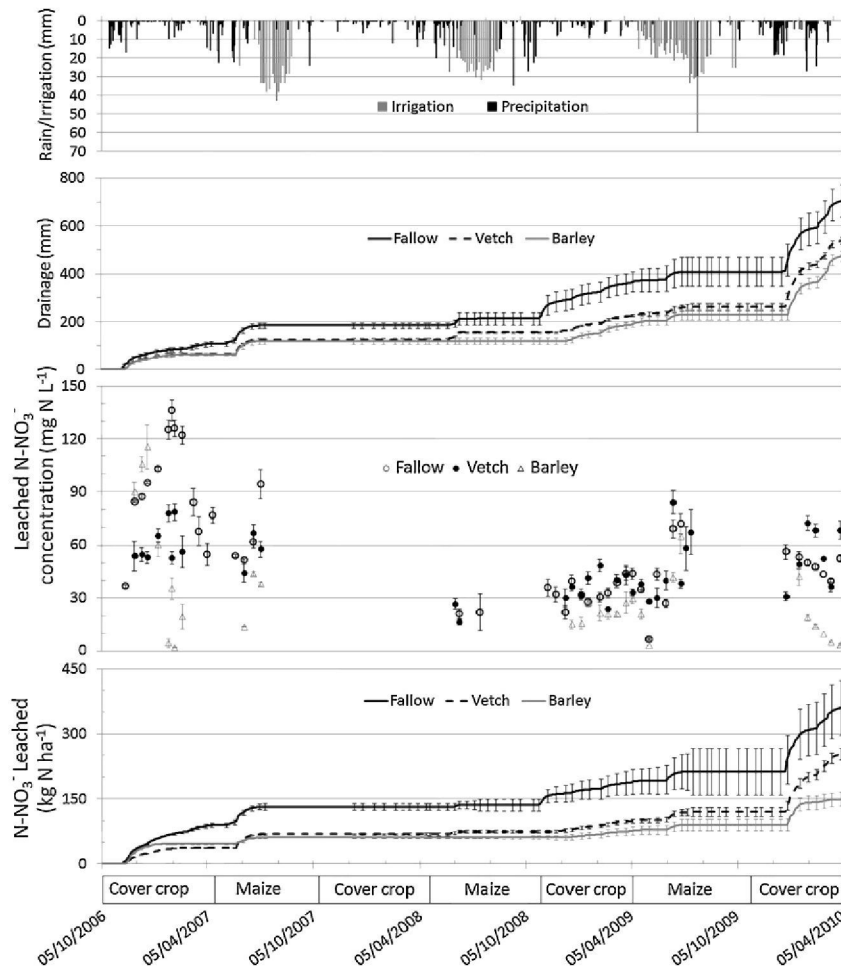 Rain/Irrigation (mm)
0
10
20
30
40
50
60
70
Irrigation Precipitation
Drainage (mm)
800
600
400
200
0
Fallow Vetch Barley
Leached N-NO₃⁻
concentration (mg N L⁻¹)
150
120
90
60
30
0
Fallow Vetch Barley
N-NO₃⁻ Leached
(kg N ha⁻¹)
450
300
150
0
Fallow Vetch Barley
Cover crop Maize Cover crop Maize Cover crop Maize Cover crop
05/10/2006 05/04/2007 05/10/2007 05/04/2008 05/10/2008 05/04/2009 05/10/2009 05/04/2010